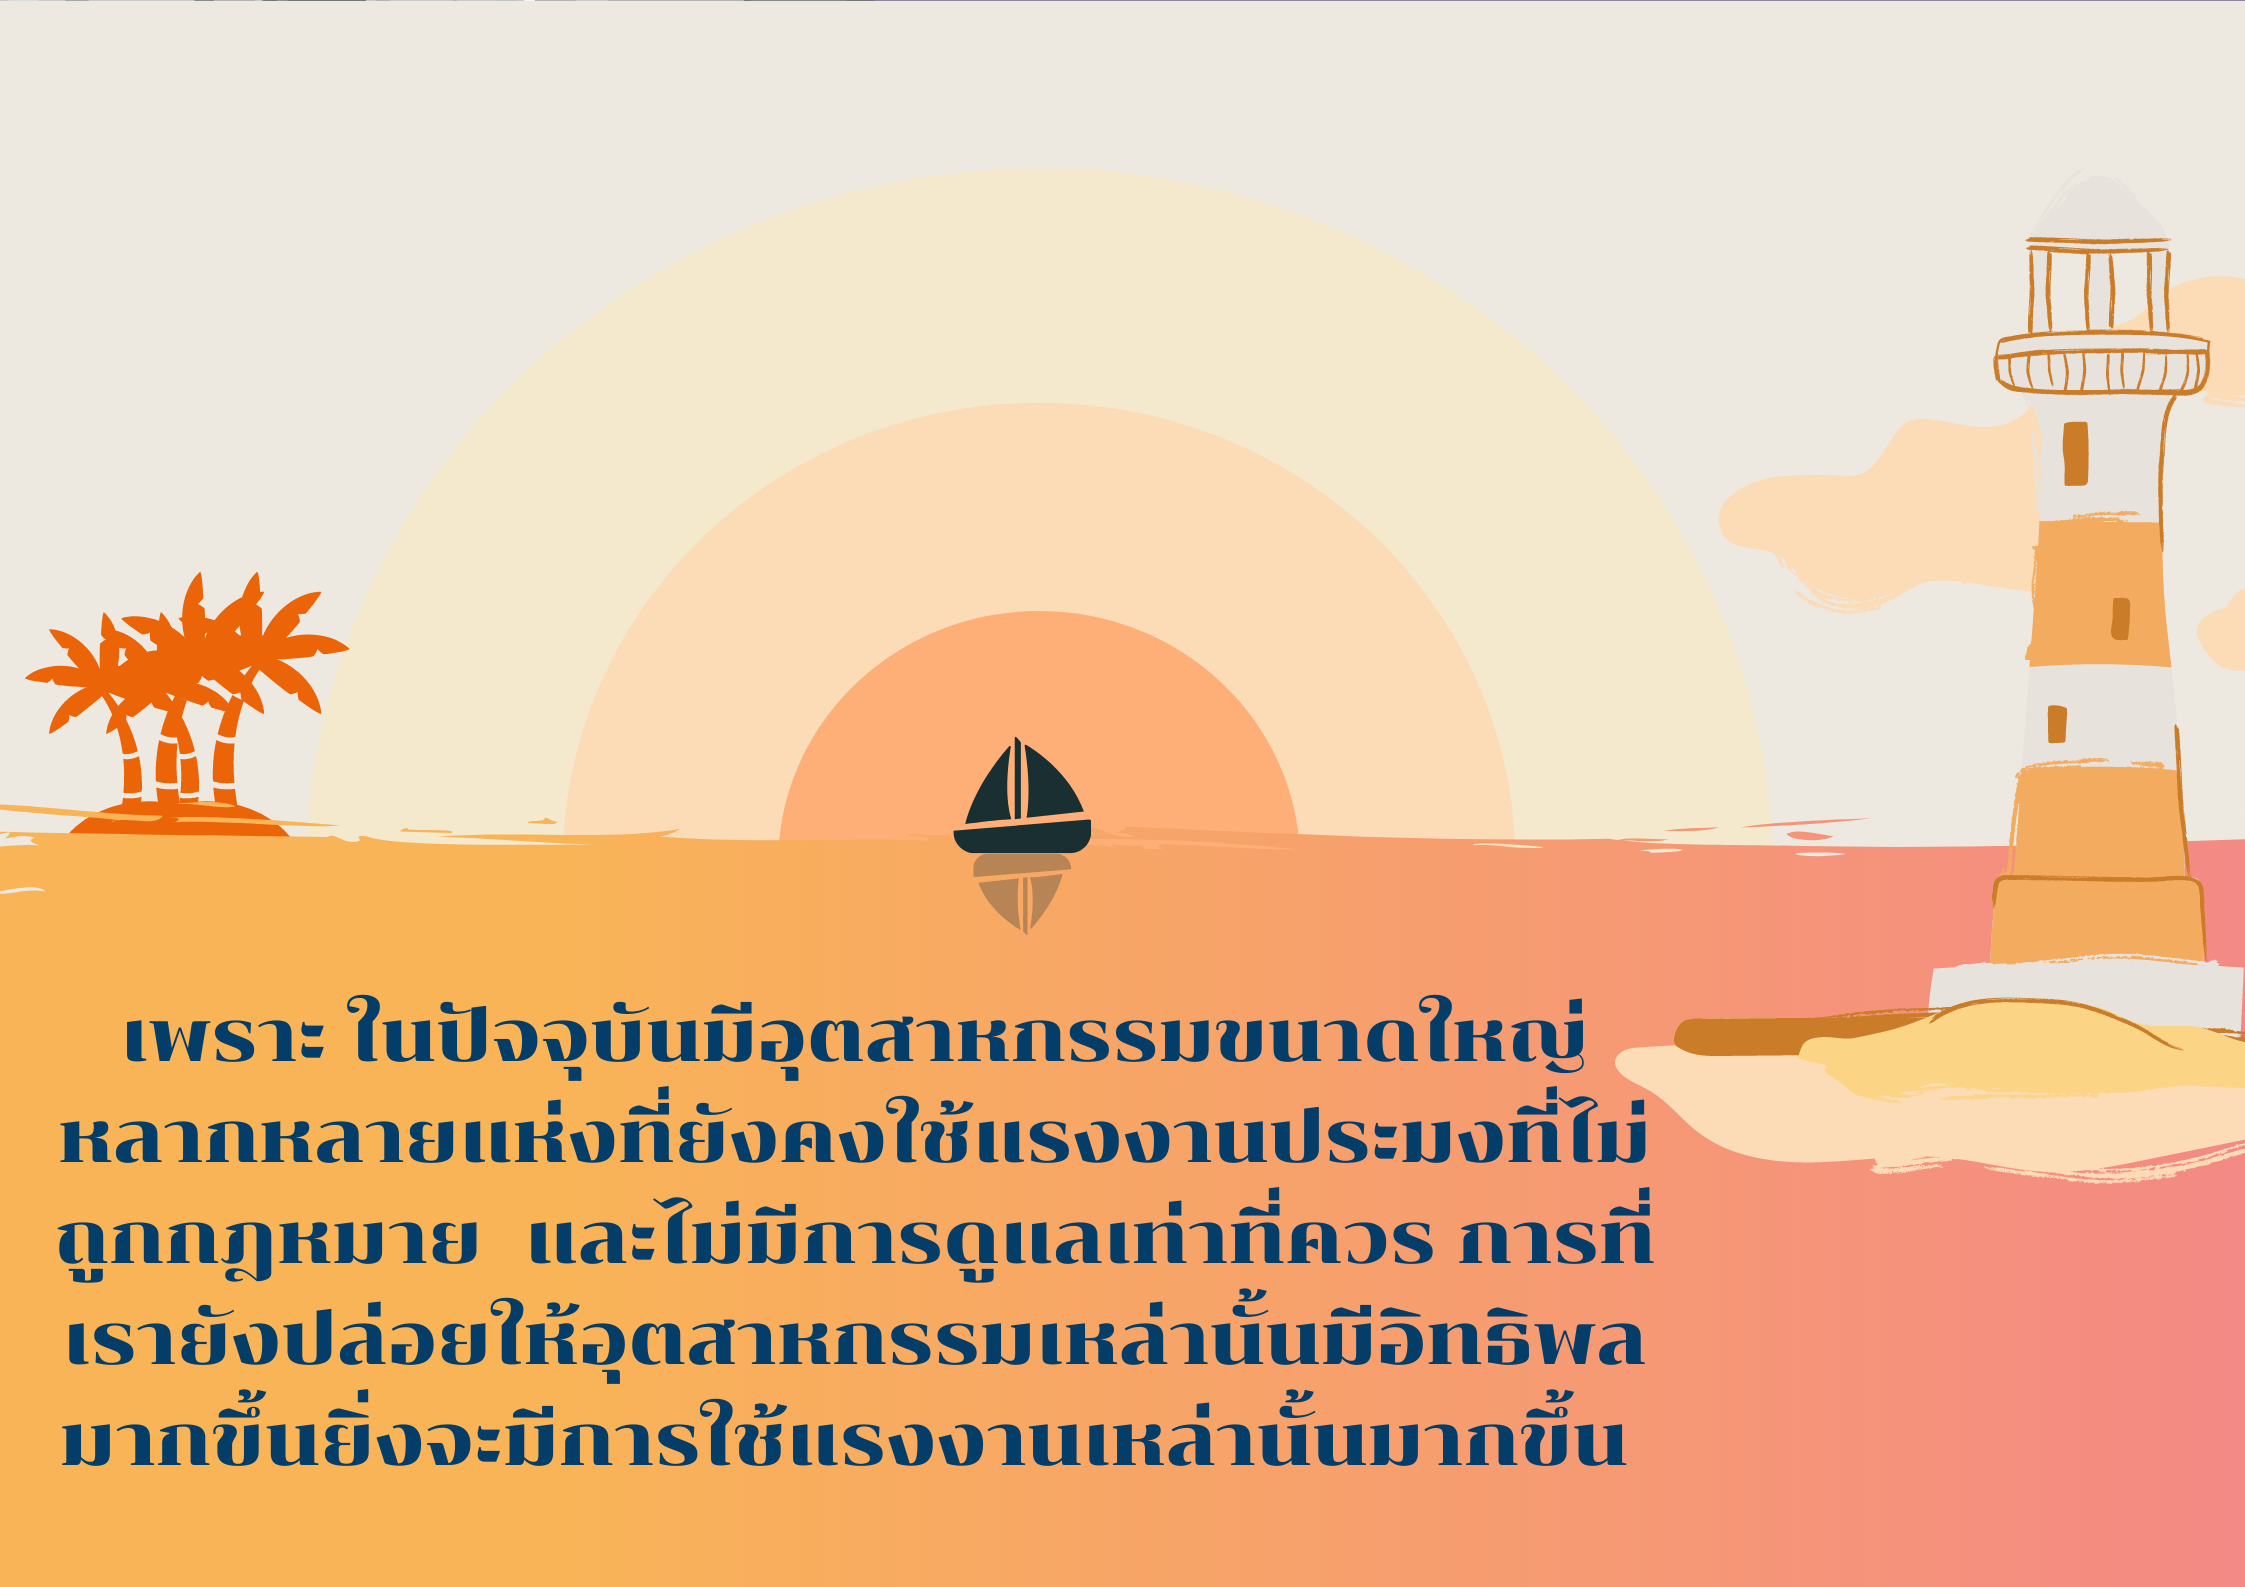 เพราะ ในปัจจุบันมีอุตสาหกรรมขนาดใหญ่
หลากหลายแห่งที่ยังคงใช้แรงงานประมงที่ไม่
ถูกกฎหมาย  และไม่มีการดูแลเท่าที่ควร การที่
เรายังปล่อยให้อุตสาหกรรมเหล่านั้นมีอิทธิพล
มากขึ้นยิ่งจะมีการใช้แรงงานเหล่านั้นมากขึ้น